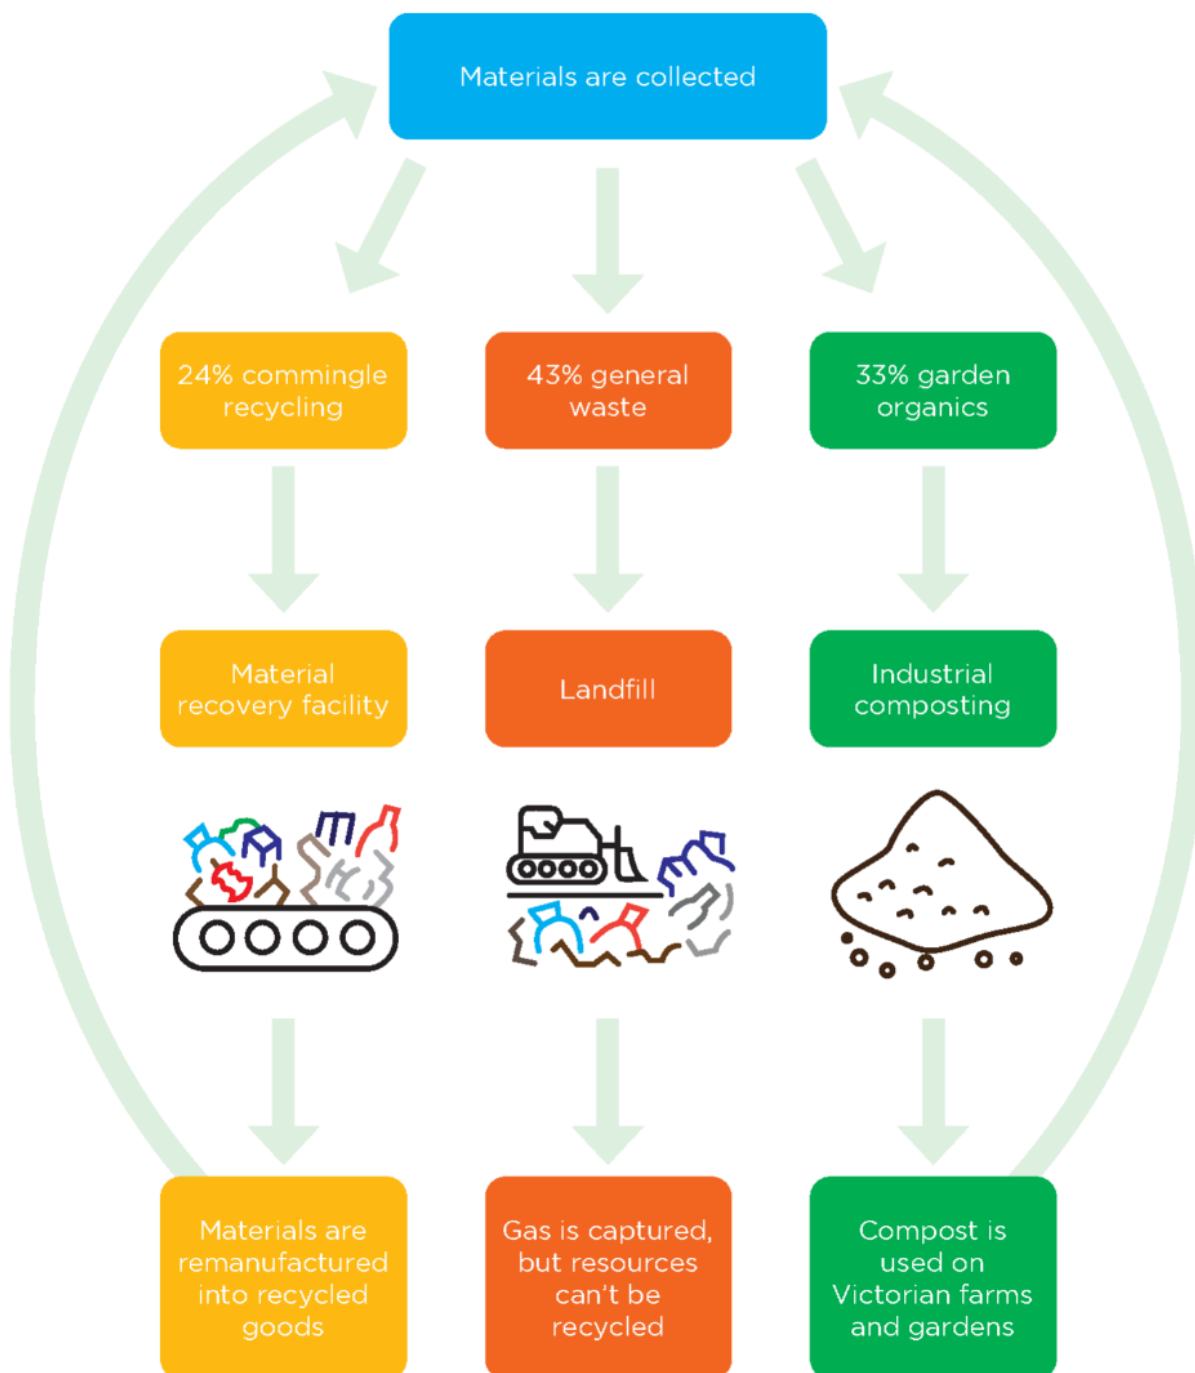 Materials are collected
24% commingle
recycling
43% general
waste
33% garden
organics
Material
recovery facility
Landfill
Industrial
composting
Materials are
remanufactured
into recycled
goods
Gas is captured,
but resources
can't be
recycled
Compost is
used on
Victorian farms
and gardens